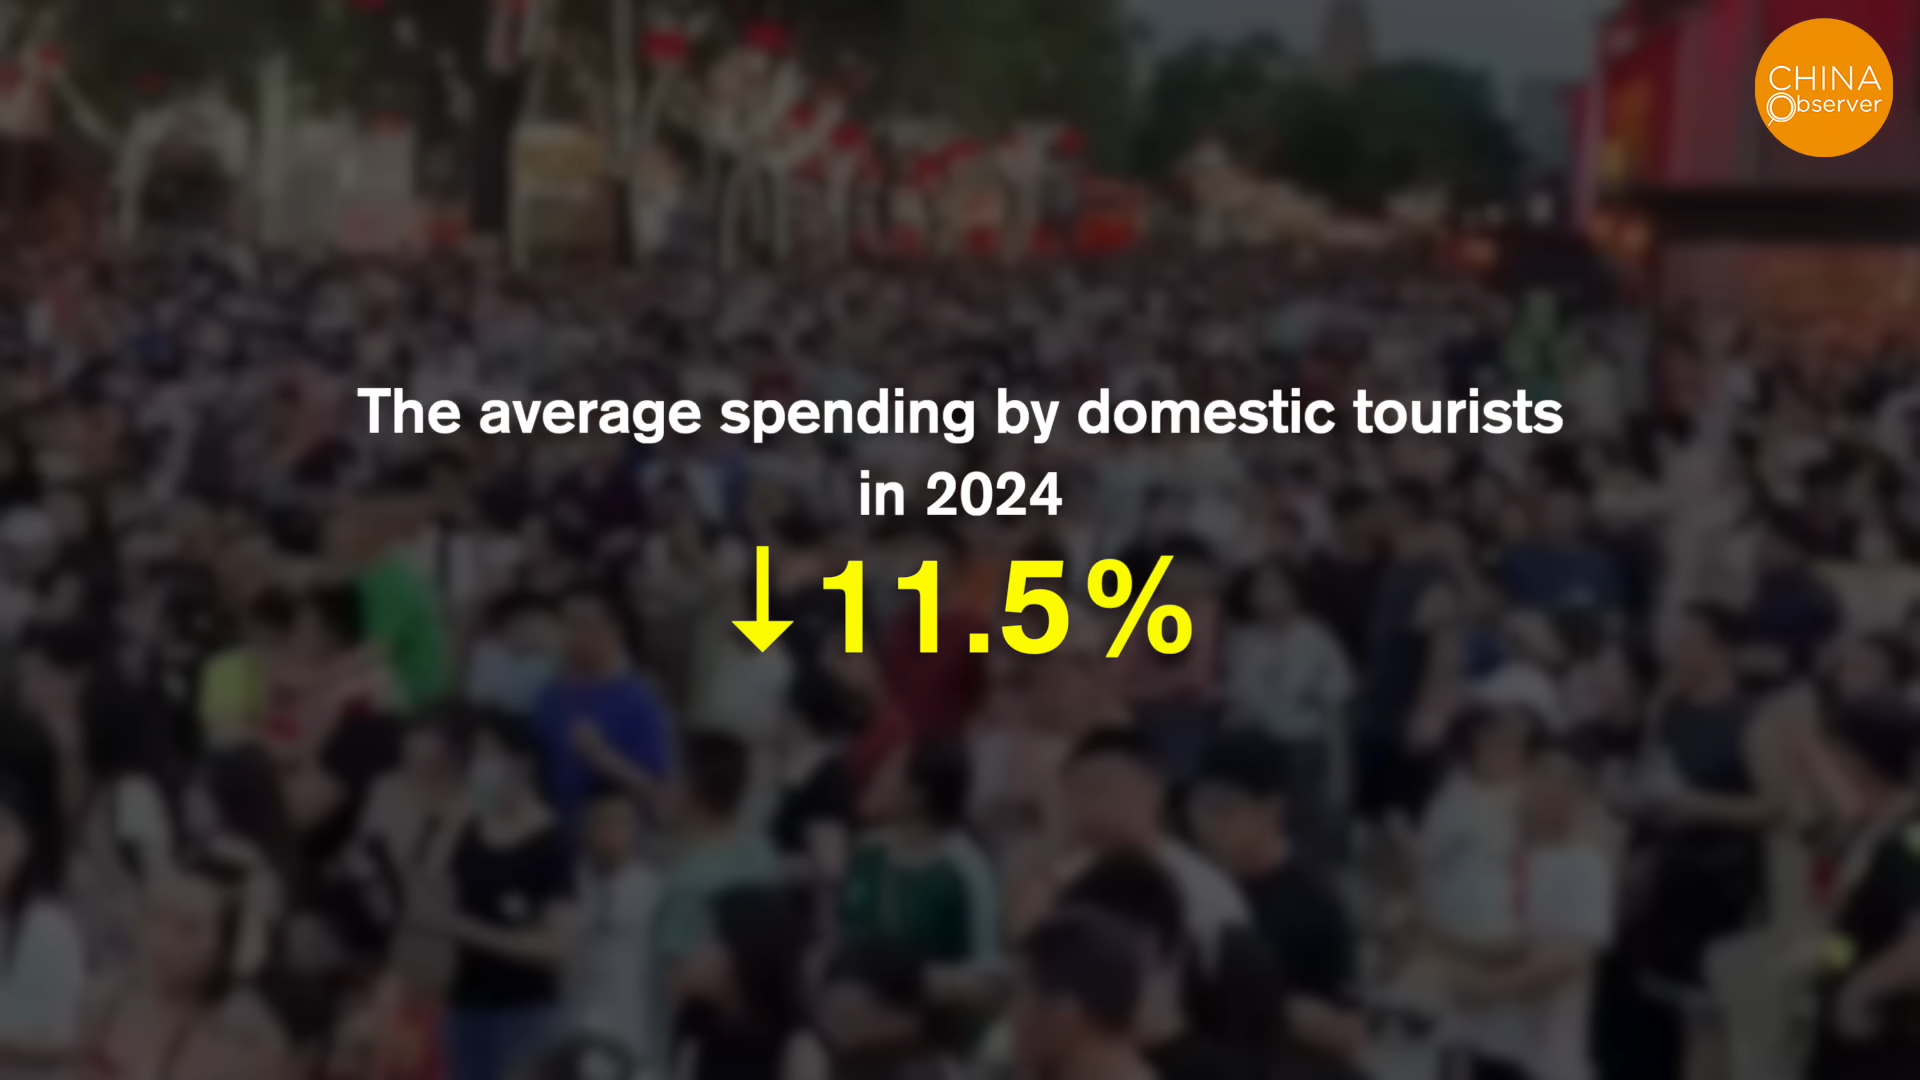 CHINA
Observer
The average spending by domestic tourists
in 2024
↓11.5%